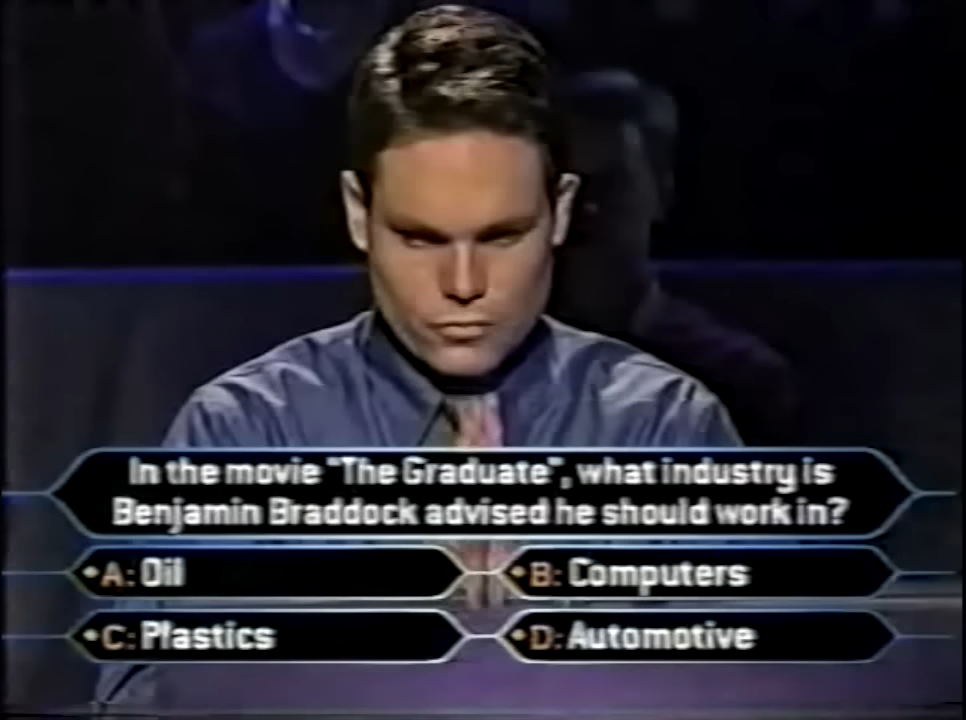 In the movie "The Graduate", what industry is
Benjamin Braddock advised he should work in?
A: Oil
B: Computers
C: Plastics
D: Automotive